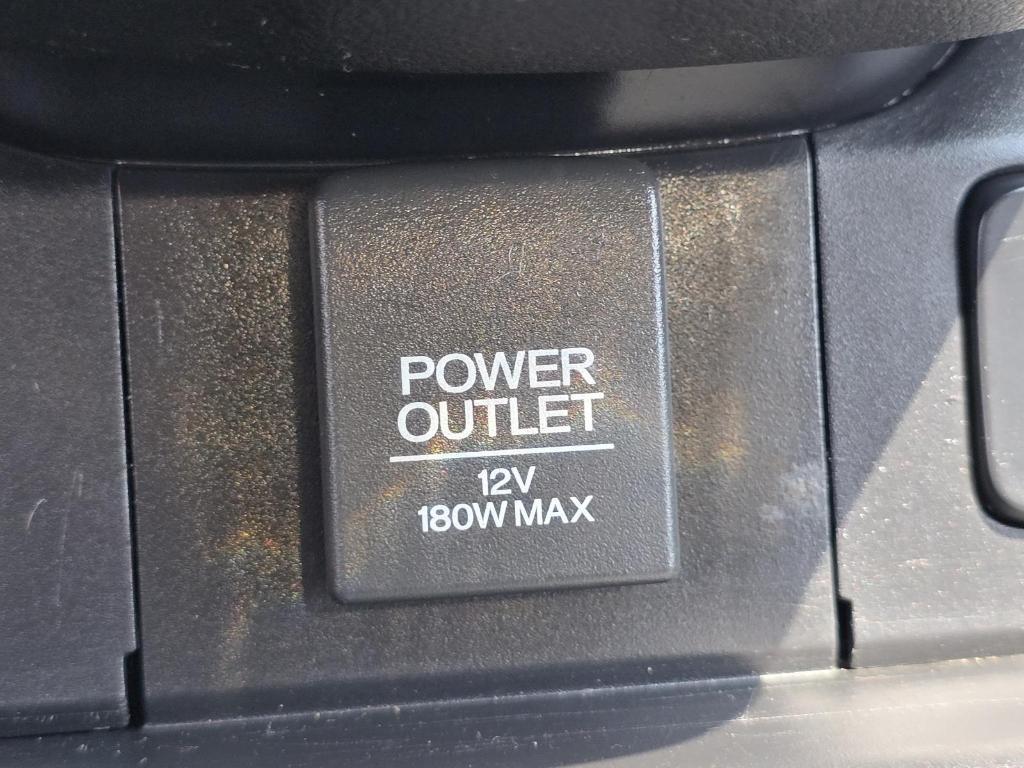 POWER
OUTLET
12V
180W MAX